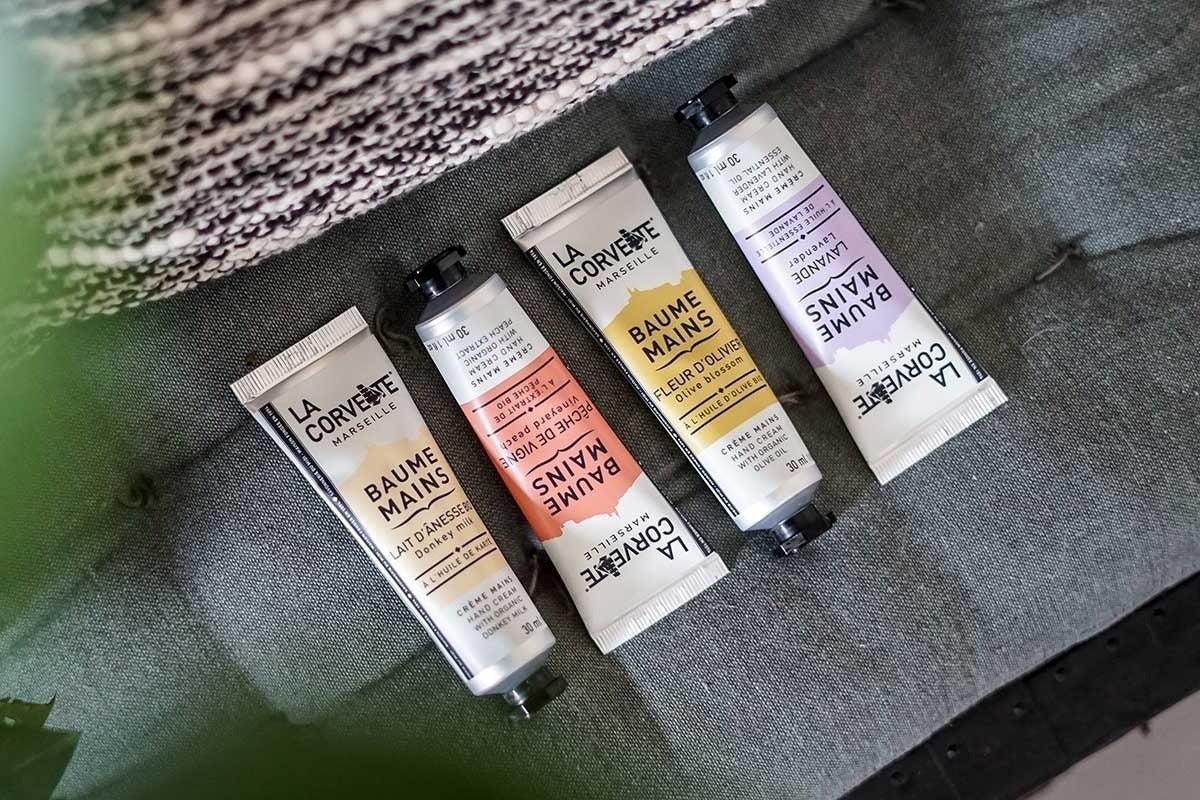 LA
CORVETTE
MARSEILLE
BAUME
MAINS
LAIT D'ÂNESSE BIO
Donkey milk
À L'HUILE DE KARITÉ
CRÈME MAINS
HAND CREAM
WITH ORGANIC
DONKEY MILK
30 ml
LA
CORVETTE
MARSEILLE
BAUME
MAINS
PÊCHE DE VIGNE
Vineyard peach
À L'EXTRAIT DE
PÊCHE BIO
CRÈME MAINS
HAND CREAM
WITH ORGANIC
PEACH EXTRACT
30 ml
LA
CORVETTE
MARSEILLE
BAUME
MAINS
FLEUR D'OLIVIER
Olive blossom
À L'HUILE D'OLIVE BIO
CRÈME MAINS
HAND CREAM
WITH ORGANIC
OLIVE OIL
30 ml
LA
CORVETTE
MARSEILLE
BAUME
MAINS
LAVANDE
Lavender
À L'HUILE ESSENTIELLE
DE LAVANDE
CRÈME MAINS
HAND CREAM
WITH LAVENDER
ESSENTIAL OIL
30 ml